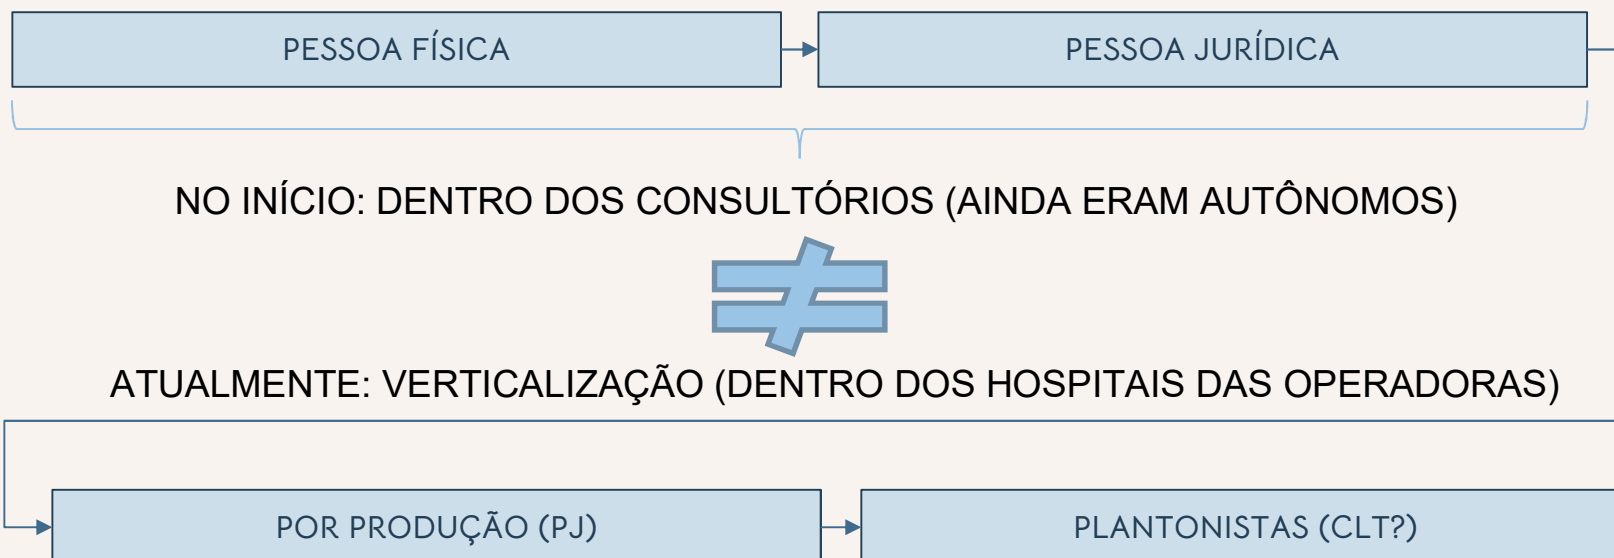 PESSOA FÍSICA
PESSOA JURÍDICA
NO INÍCIO: DENTRO DOS CONSULTÓRIOS (AINDA ERAM AUTÔNOMOS)
ATUALMENTE: VERTICALIZAÇÃO (DENTRO DOS HOSPITAIS DAS OPERADORAS)
POR PRODUÇÃO (PJ)
PLANTONISTAS (CLT?)